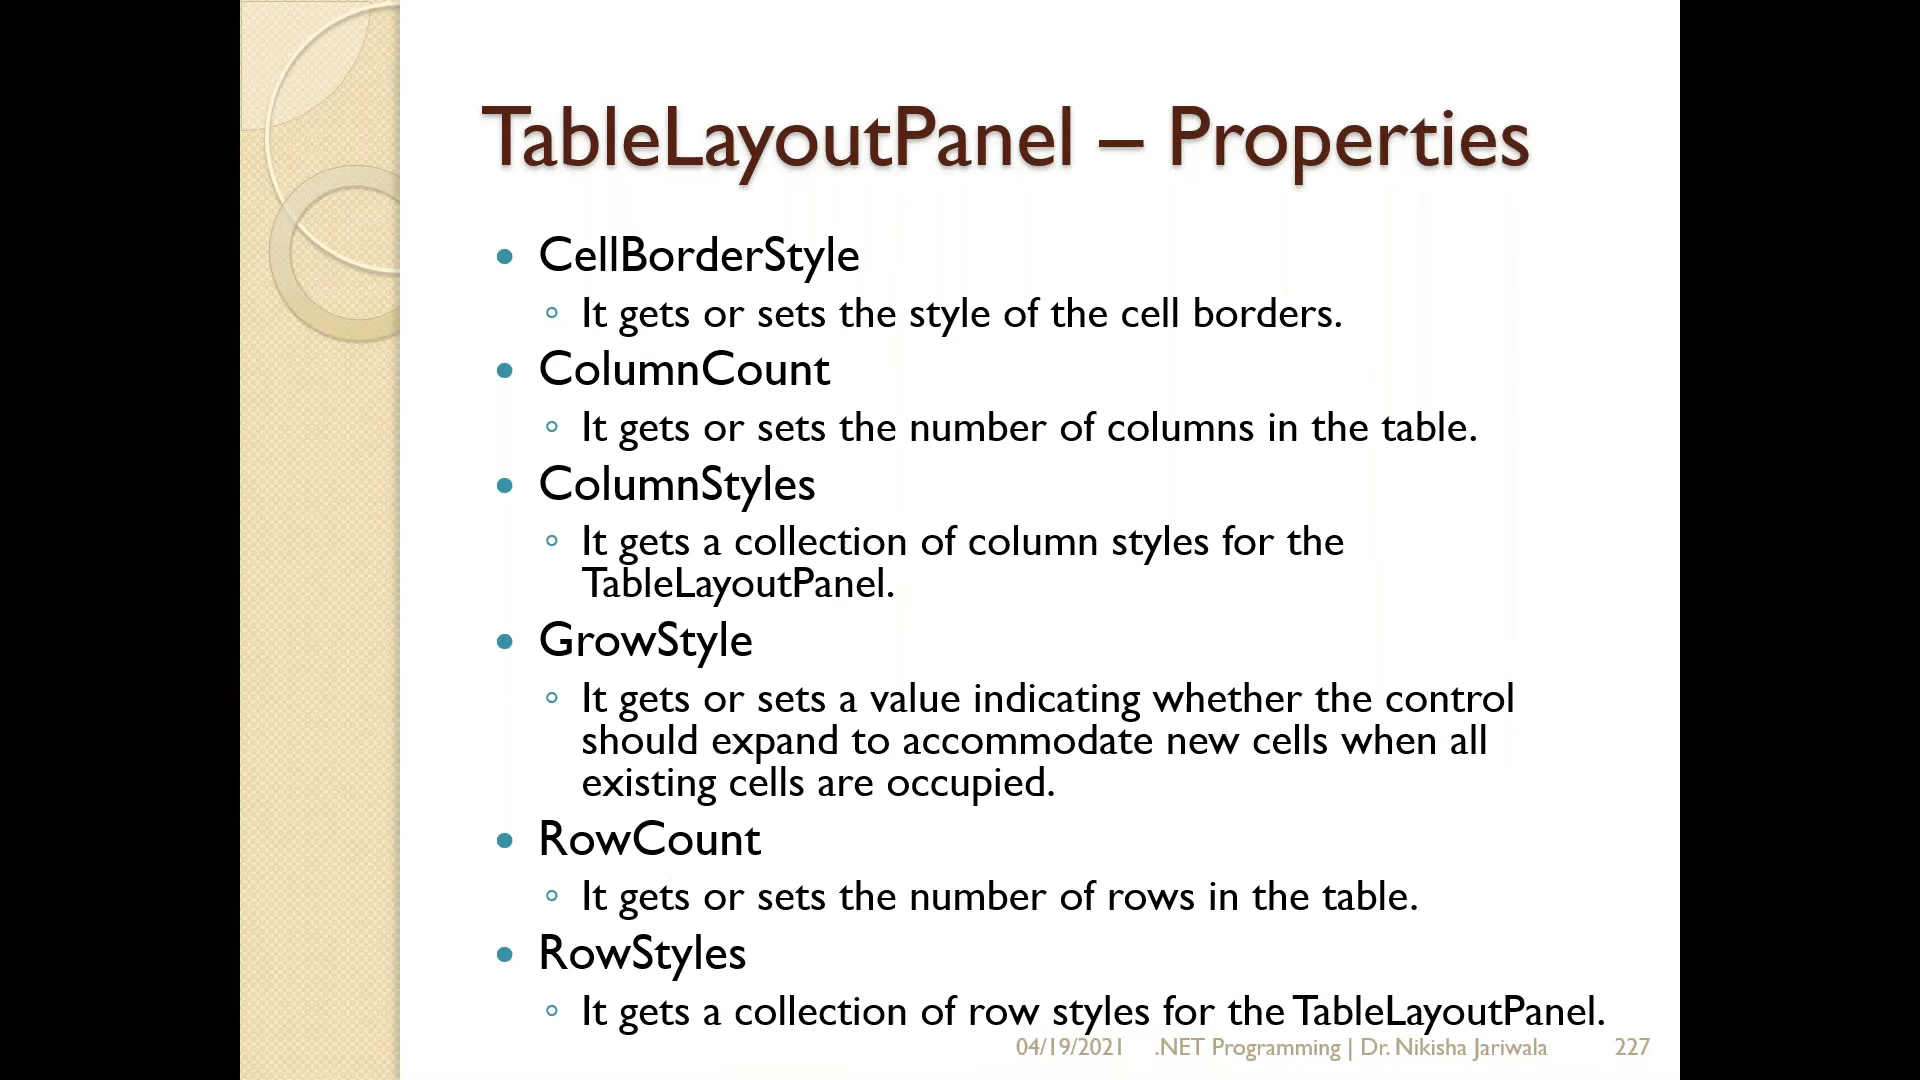 TableLayoutPanel – Properties
• CellBorderStyle
◦ It gets or sets the style of the cell borders.
• ColumnCount
◦ It gets or sets the number of columns in the table.
• ColumnStyles
◦ It gets a collection of column styles for the
TableLayoutPanel.
• GrowStyle
◦ It gets or sets a value indicating whether the control
should expand to accommodate new cells when all
existing cells are occupied.
• RowCount
◦ It gets or sets the number of rows in the table.
• RowStyles
◦ It gets a collection of row styles for the TableLayoutPanel.
04/19/2021 .NET Programming | Dr. Nikisha Jariwala 227